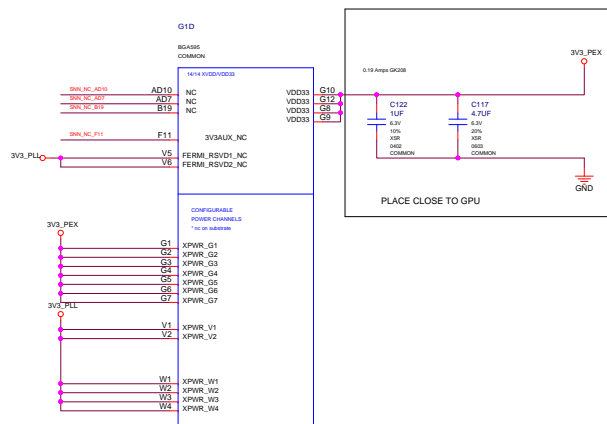 G1D
BGA595
COMMON
14/14 XVDD/VDD33
SNN_NC_AD10
AD10
NC
SNN_NC_AD7
AD7
NC
SNN_NC_B19
B19
NC
SNN_NC_F11
F11
3V3AUX_NC
3V3_PLL
V5
FERMI_RSVD1_NC
V6
FERMI_RSVD2_NC
VDD33
G10
VDD33
G12
VDD33
G8
VDD33
G9
0.19 Amps GK208
3V3_PEX
C122
1UF
6.3V
10%
X5R
0402
COMMON
C117
4.7UF
6.3V
20%
X5R
0603
COMMON
GND
PLACE CLOSE TO GPU
CONFIGURABLE
POWER CHANNELS
* nc on substrate
3V3_PEX
G1
XPWR_G1
G2
XPWR_G2
G3
XPWR_G3
G4
XPWR_G4
G5
XPWR_G5
G6
XPWR_G6
G7
XPWR_G7
3V3_PLL
V1
XPWR_V1
V2
XPWR_V2
W1
XPWR_W1
W2
XPWR_W2
W3
XPWR_W3
W4
XPWR_W4